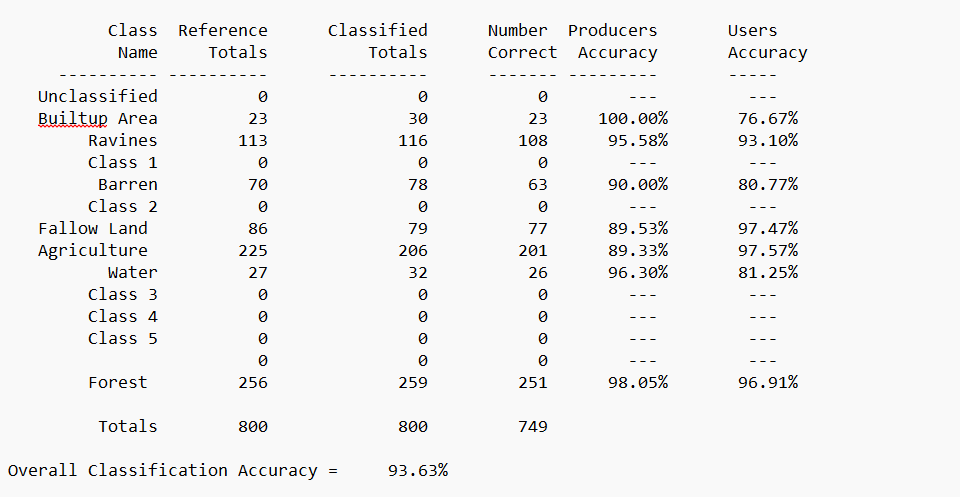 Class Reference Classified Number Producers Users
Name Totals Totals Correct Accuracy Accuracy
---------- ---------- ---------- ------- --------- -----
Unclassified 0 0 0 --- ---
Builtup Area 23 30 23 100.00% 76.67%
Ravines 113 116 108 95.58% 93.10%
Class 1 0 0 0 --- ---
Barren 70 78 63 90.00% 80.77%
Class 2 0 0 0 --- ---
Fallow Land 86 79 77 89.53% 97.47%
Agriculture 225 206 201 89.33% 97.57%
Water 27 32 26 96.30% 81.25%
Class 3 0 0 0 --- ---
Class 4 0 0 0 --- ---
Class 5 0 0 0 --- ---
0 0 0 --- ---
Forest 256 259 251 98.05% 96.91%
Totals 800 800 749
Overall Classification Accuracy = 93.63%